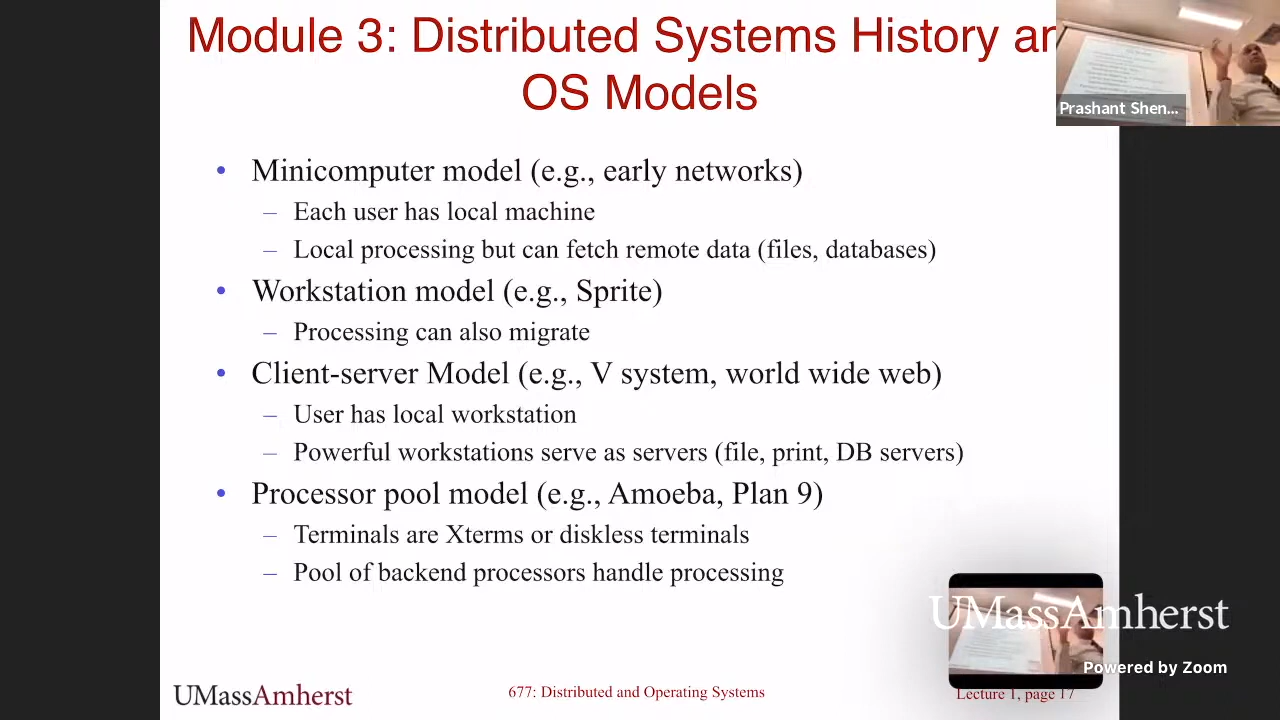 Module 3: Distributed Systems History an
OS Models
Prashant Shen...
• Minicomputer model (e.g., early networks)
– Each user has local machine
– Local processing but can fetch remote data (files, databases)
• Workstation model (e.g., Sprite)
– Processing can also migrate
• Client-server Model (e.g., V system, world wide web)
– User has local workstation
– Powerful workstations serve as servers (file, print, DB servers)
• Processor pool model (e.g., Amoeba, Plan 9)
– Terminals are Xterms or diskless terminals
– Pool of backend processors handle processing
UMassAmherst
Powered by Zoom
UMassAmherst
677: Distributed and Operating Systems
Lecture 1, page 17